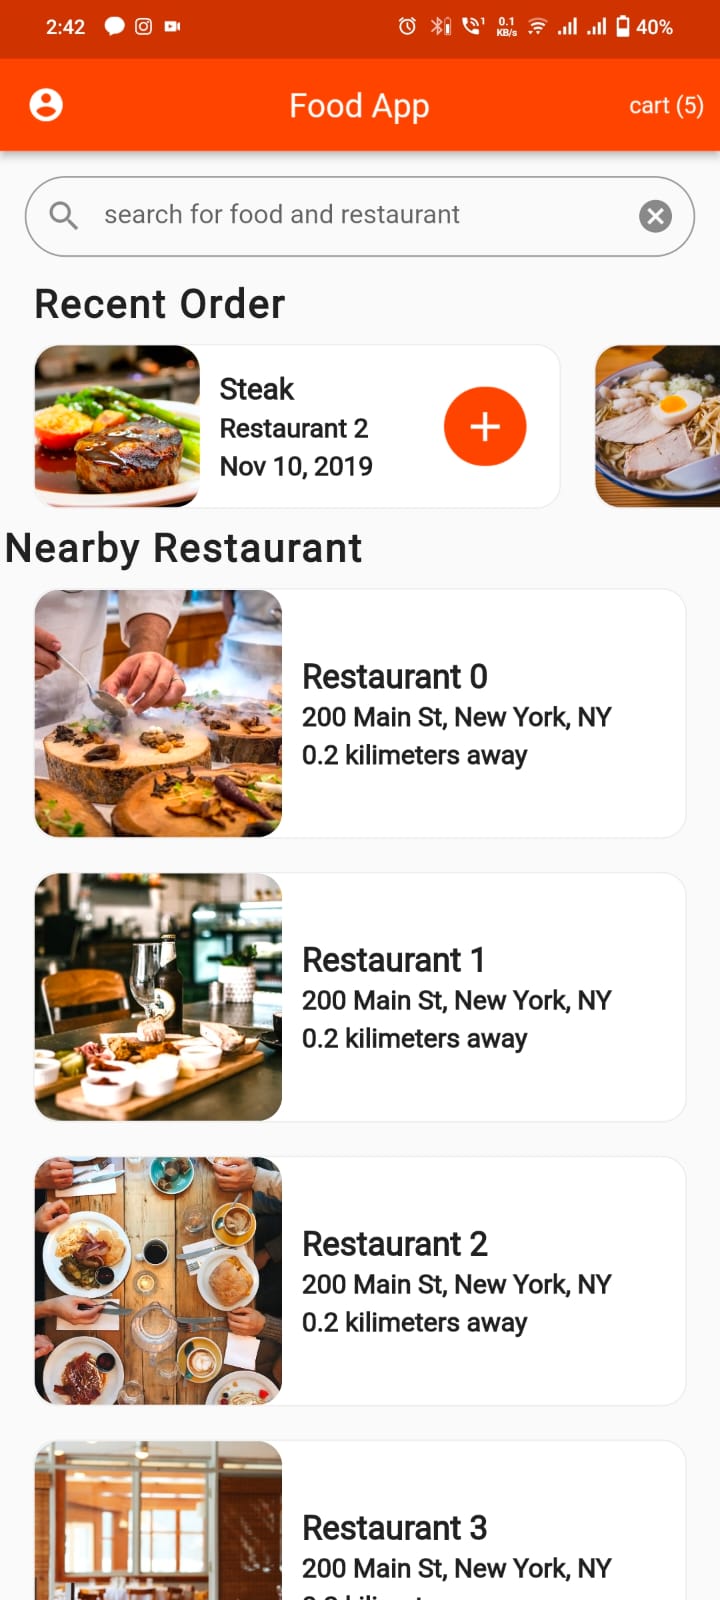 2:42
1
0.1
KB/s
40%
Food App
cart (5)
search for food and restaurant
Recent Order
Steak
Restaurant 2
Nov 10, 2019
Nearby Restaurant
Restaurant 0
200 Main St, New York, NY
0.2 kilimeters away
Restaurant 1
200 Main St, New York, NY
0.2 kilimeters away
Restaurant 2
200 Main St, New York, NY
0.2 kilimeters away
Restaurant 3
200 Main St, New York, NY